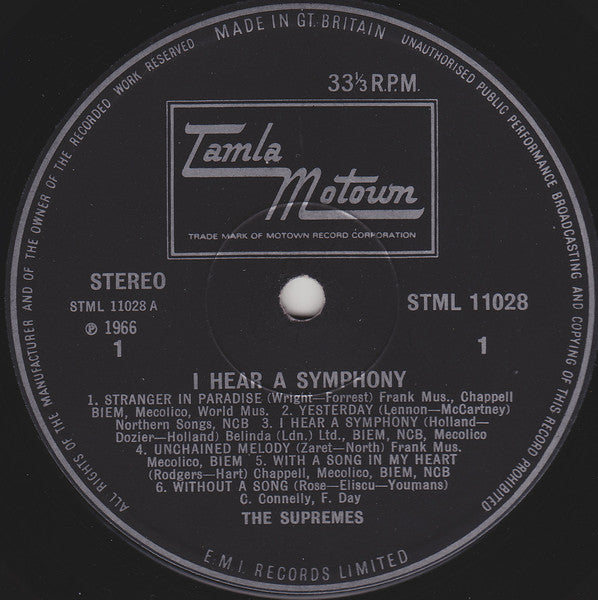 MADE IN GT. BRITAIN
UNAUTHORISED PUBLIC PERFORMANCE BROADCASTING AND COPYING OF THIS RECORD PROHIBITED
ALL RIGHTS OF THE MANUFACTURER AND OF THE OWNER OF THE RECORDED WORK RESERVED
33⅓ R.P.M.
Tamla
Motown
TRADE MARK OF MOTOWN RECORD CORPORATION
STEREO
STML 11028 A
℗ 1966
1
STML 11028
1
I HEAR A SYMPHONY
1. STRANGER IN PARADISE (Wright—Forrest) Frank Mus., Chappell
BIEM, Mecolico, World Mus. 2. YESTERDAY (Lennon—McCartney)
Northern Songs, NCB 3. I HEAR A SYMPHONY (Holland—
Dozier—Holland) Belinda (Ldn.) Ltd., BIEM, NCB, Mecolico
4. UNCHAINED MELODY (Zaret—North) Frank Mus.
Mecolico, BIEM 5. WITH A SONG IN MY HEART
(Rodgers—Hart) Chappell, Mecolico, BIEM, NCB
6. WITHOUT A SONG (Rose—Eliscu—Youmans)
C. Connelly, F. Day
THE SUPREMES
E.M.I. RECORDS LIMITED